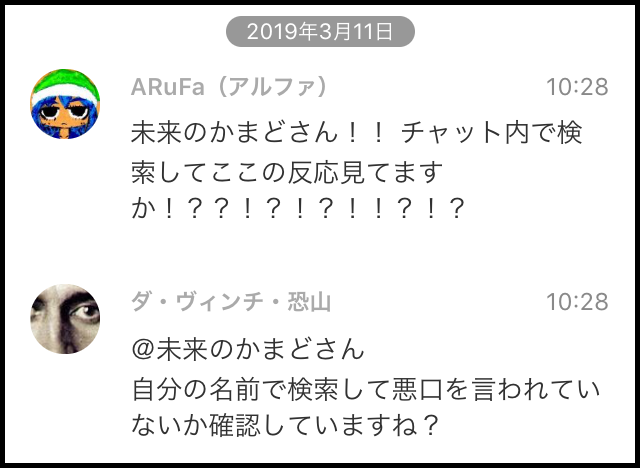 2019年3月11日
ARuFa（アルファ） 10:28
未来のかまどさん！！ チャット内で検
索してここの反応見てます
か！？？！？！？！！？！？
ダ・ヴィンチ・恐山 10:28
@未来のかまどさん
自分の名前で検索して悪口を言われてい
ないか確認していますね？